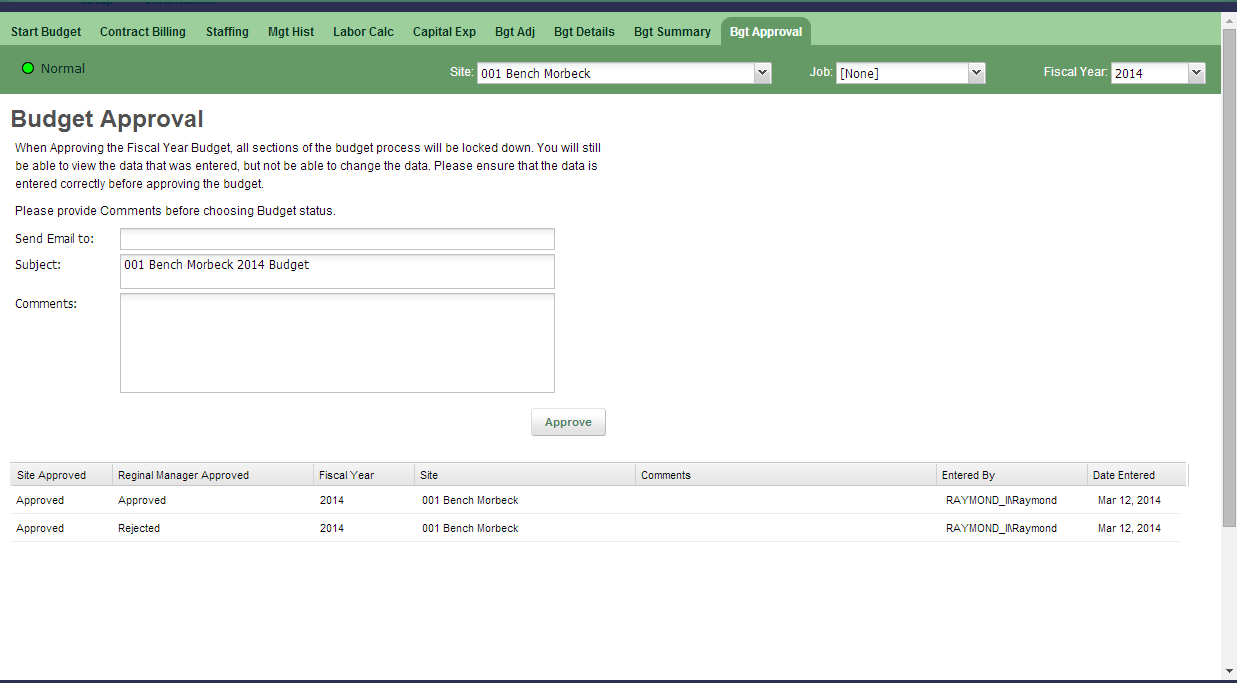 Start Budget Contract Billing Staffing Mgt Hist Labor Calc Capital Exp Bgt Adj Bgt Details Bgt Summary Bgt Approval
Normal Site: 001 Bench Morbeck Job: [None] Fiscal Year: 2014
Budget Approval
When Approving the Fiscal Year Budget, all sections of the budget process will be locked down. You will still
be able to view the data that was entered, but not be able to change the data. Please ensure that the data is
entered correctly before approving the budget.
Please provide Comments before choosing Budget status.
Send Email to:
Subject: 001 Bench Morbeck 2014 Budget
Comments:
Approve
Site Approved Reginal Manager Approved Fiscal Year Site Comments Entered By Date Entered
Approved Approved 2014 001 Bench Morbeck RAYMOND_II\Raymond Mar 12, 2014
Approved Rejected 2014 001 Bench Morbeck RAYMOND_II\Raymond Mar 12, 2014